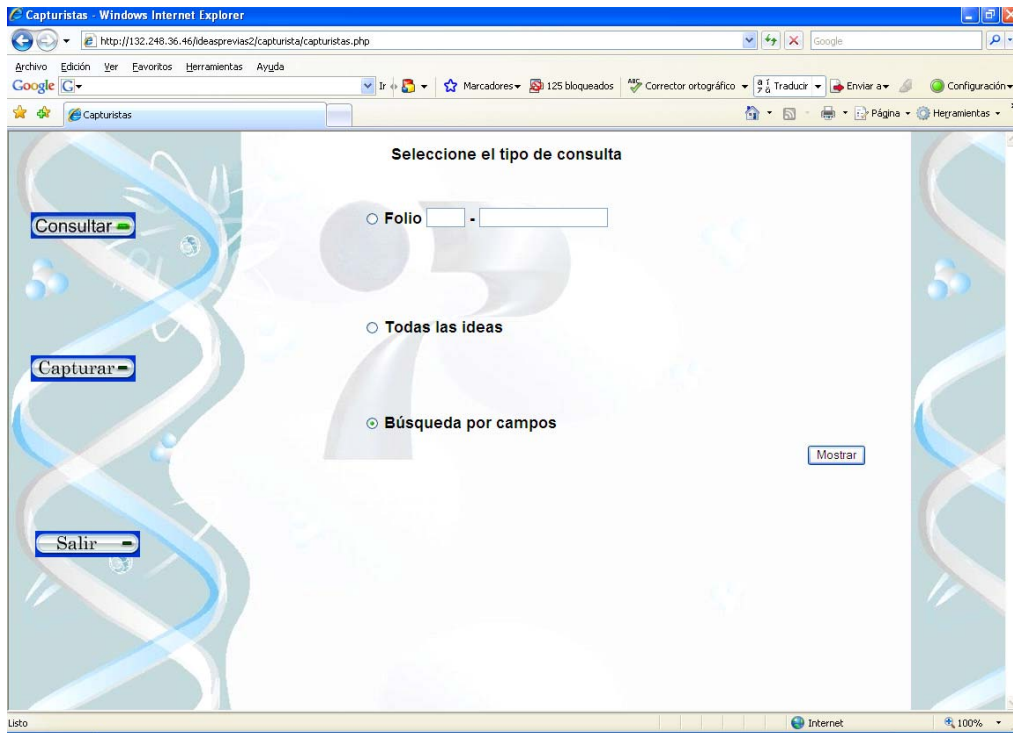 Capturistas - Windows Internet Explorer
http://132.248.36.46/ideasprevias2/capturista/capturistas.php
Google
Archivo Edición Ver Favoritos Herramientas Ayuda
Google G Ir Marcadores 125 bloqueados ABC Corrector ortográfico Traducir Enviar a Configuración
Capturistas Página Herramientas
Seleccione el tipo de consulta
Consultar
Folio -
Todas las ideas
Capturar
Búsqueda por campos
Mostrar
Salir
Listo Internet 100%